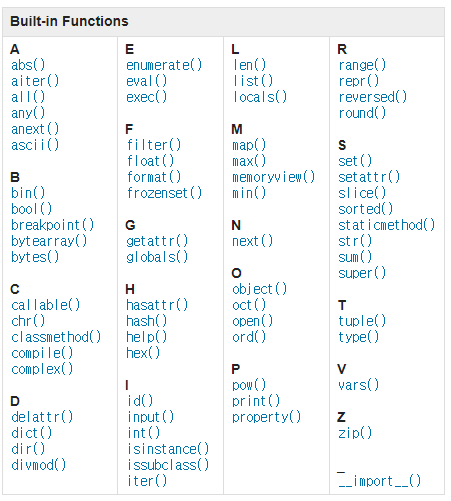 Built-in Functions
A
abs()
aiter()
all()
any()
anext()
ascii()
B
bin()
bool()
breakpoint()
bytearray()
bytes()
C
callable()
chr()
classmethod()
compile()
complex()
D
delattr()
dict()
dir()
divmod()
E
enumerate()
eval()
exec()
F
filter()
float()
format()
frozenset()
G
getattr()
globals()
H
hasattr()
hash()
help()
hex()
I
id()
input()
int()
isinstance()
issubclass()
iter()
L
len()
list()
locals()
M
map()
max()
memoryview()
min()
N
next()
O
object()
oct()
open()
ord()
P
pow()
print()
property()
R
range()
repr()
reversed()
round()
S
set()
setattr()
slice()
sorted()
staticmethod()
str()
sum()
super()
T
tuple()
type()
V
vars()
Z
zip()
_
__import__()